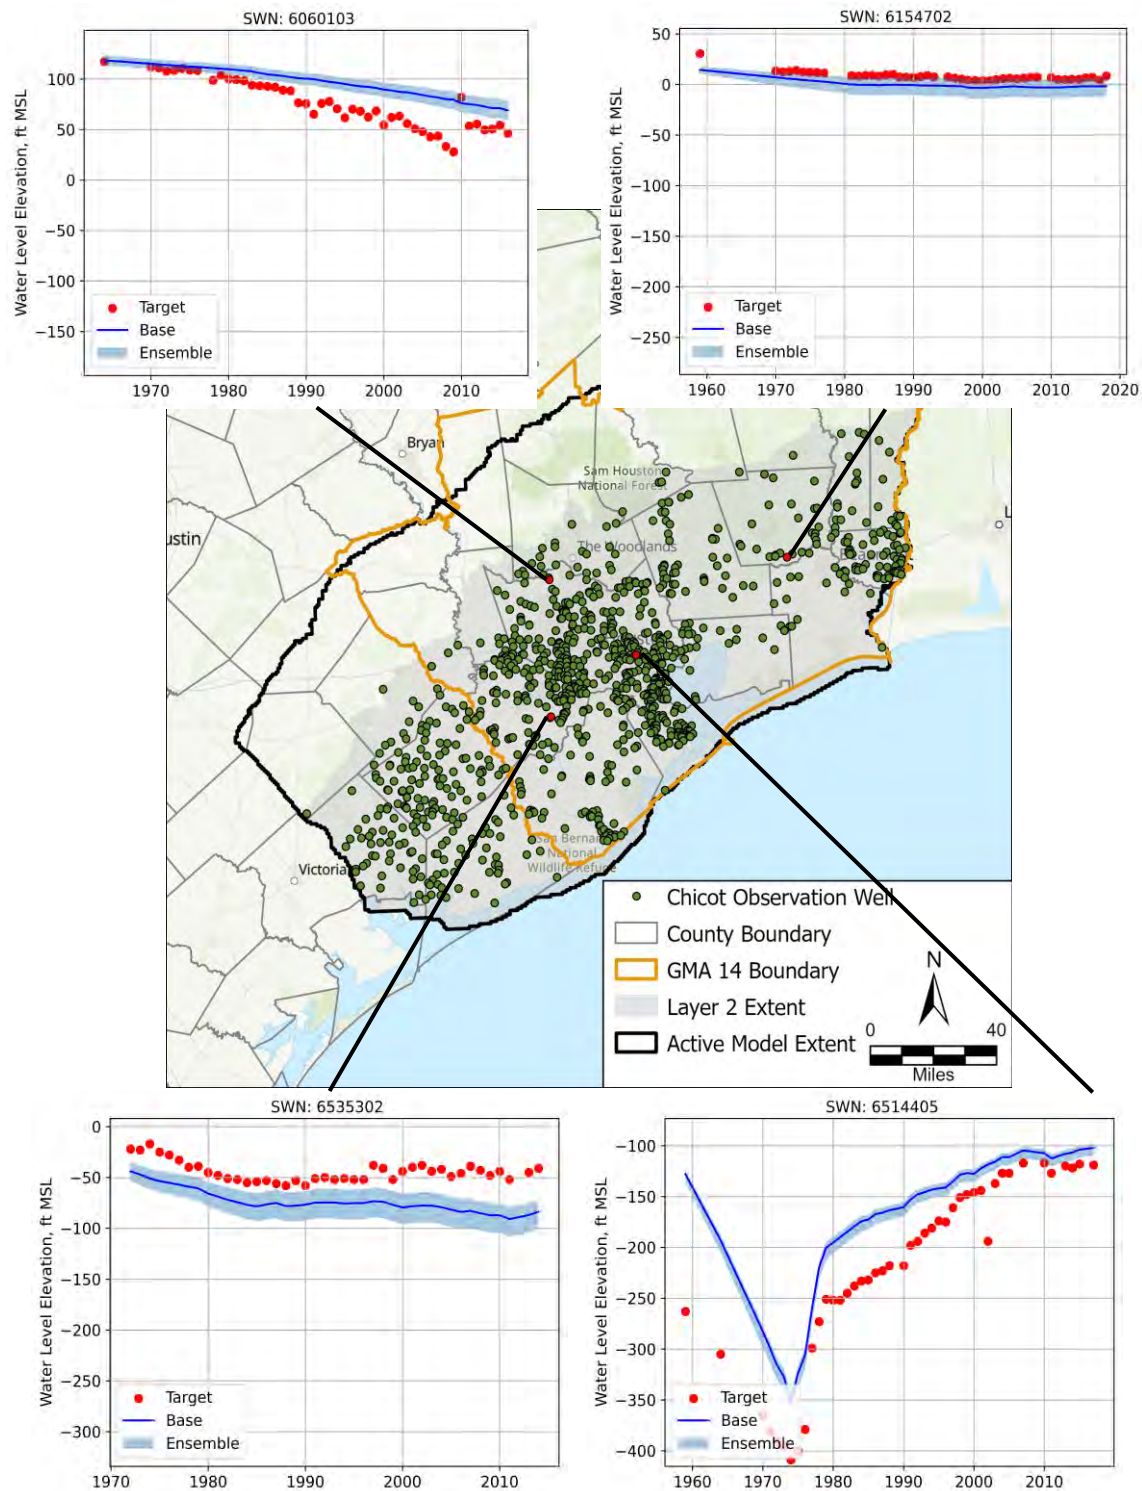 SWN: 6060103
Water Level Elevation, ft MSL
100
50
0
−50
−100
−150
Target
Base
Ensemble
1970 1980 1990 2000 2010
SWN: 6154702
Water Level Elevation, ft MSL
50
0
−50
−100
−150
−200
−250
Target
Base
Ensemble
1960 1970 1980 1990 2000 2010 2020
Bryan
Sam Houston
National Forest
ustin
The Woodlands
L
Victoria
San Bernard
National
Wildlife Refuge
Chicot Observation Well
County Boundary
GMA 14 Boundary
Layer 2 Extent
Active Model Extent
N
0 40
Miles
SWN: 6535302
Water Level Elevation, ft MSL
0
−50
−100
−150
−200
−250
−300
Target
Base
Ensemble
1970 1980 1990 2000 2010
SWN: 6514405
Water Level Elevation, ft MSL
−100
−150
−200
−250
−300
−350
−400
Target
Base
Ensemble
1960 1970 1980 1990 2000 2010